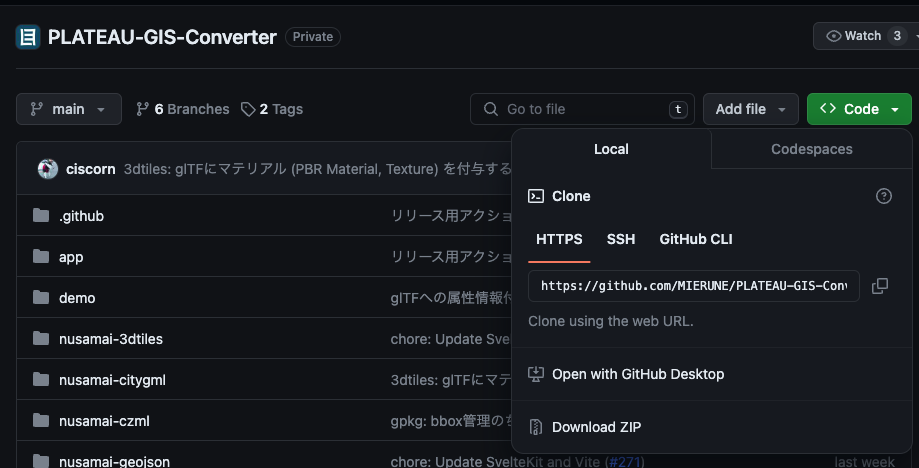 PLATEAU-GIS-Converter Private
Watch 3
main 6 Branches 2 Tags
Go to file t
Add file
Code
Local Codespaces
ciscorn 3dtiles: glTFにマテリアル (PBR Material, Texture) を付与する
Clone
.github リリース用アクショ
HTTPS SSH GitHub CLI
app リリース用アクショ
https://github.com/MIERUNE/PLATEAU-GIS-Conv
demo glTFへの属性情報付
Clone using the web URL.
nusamai-3dtiles chore: Update Svelt
Open with GitHub Desktop
nusamai-citygml 3dtiles: glTFにマテ
nusamai-czml gpkg: bbox管理のち
Download ZIP
nusamai-geojson chore: Update SvelteKit and Vite (#271) last week